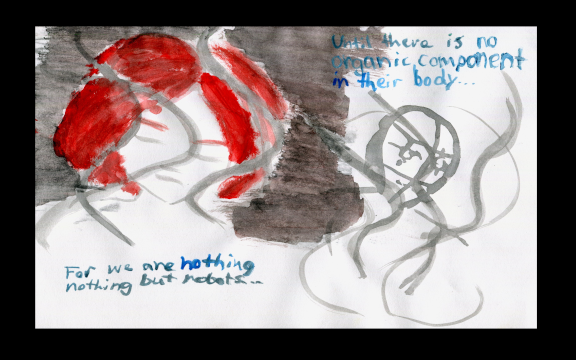 Until there is no
organic component
in their body...
For we are nothing
nothing but robots...